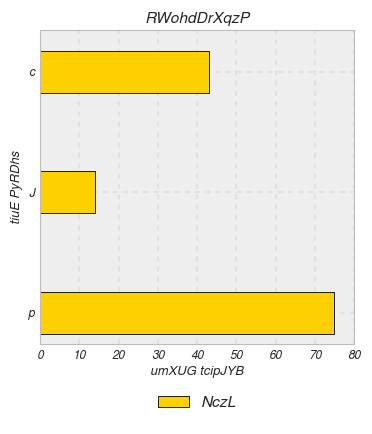 RWohdDrXqzP
c
J
p
tiuE PyRDhs
0 10 20 30 40 50 60 70 80
umXUG tcipJYB
NczL